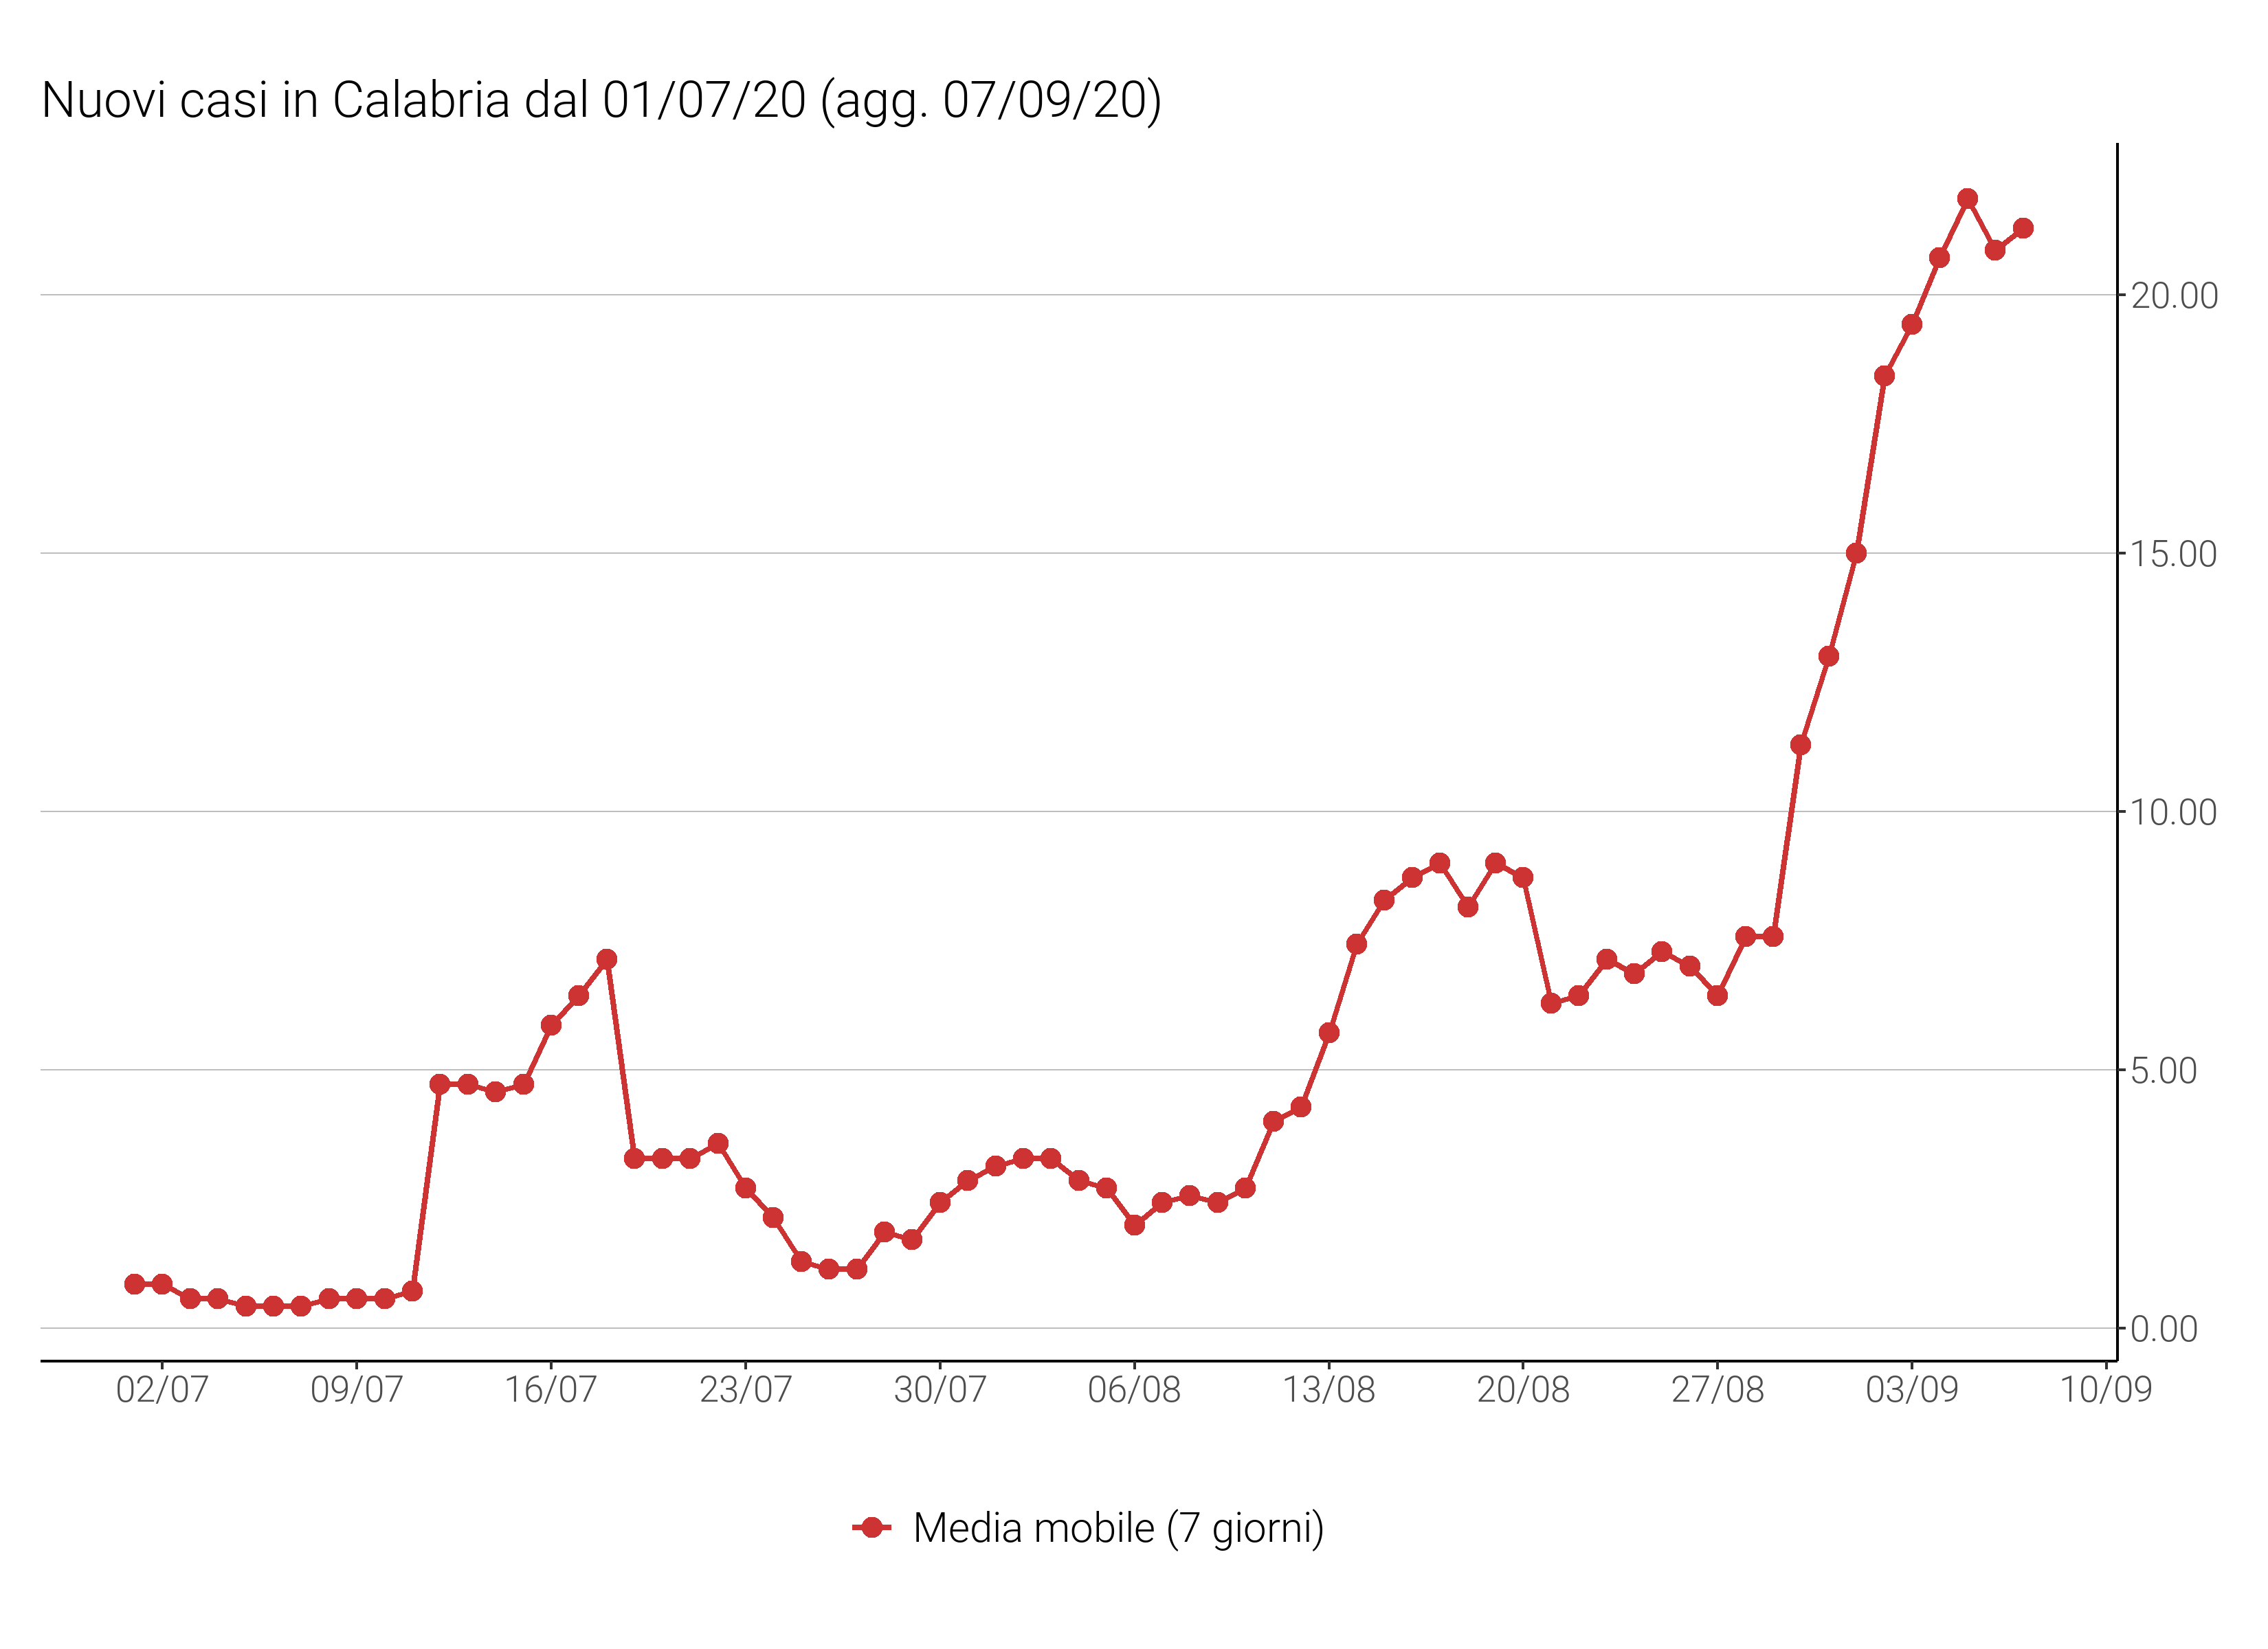 Nuovi casi in Calabria dal 01/07/20 (agg. 07/09/20)
20.00
15.00
10.00
5.00
0.00
02/07 09/07 16/07 23/07 30/07 06/08 13/08 20/08 27/08 03/09 10/09
Media mobile (7 giorni)